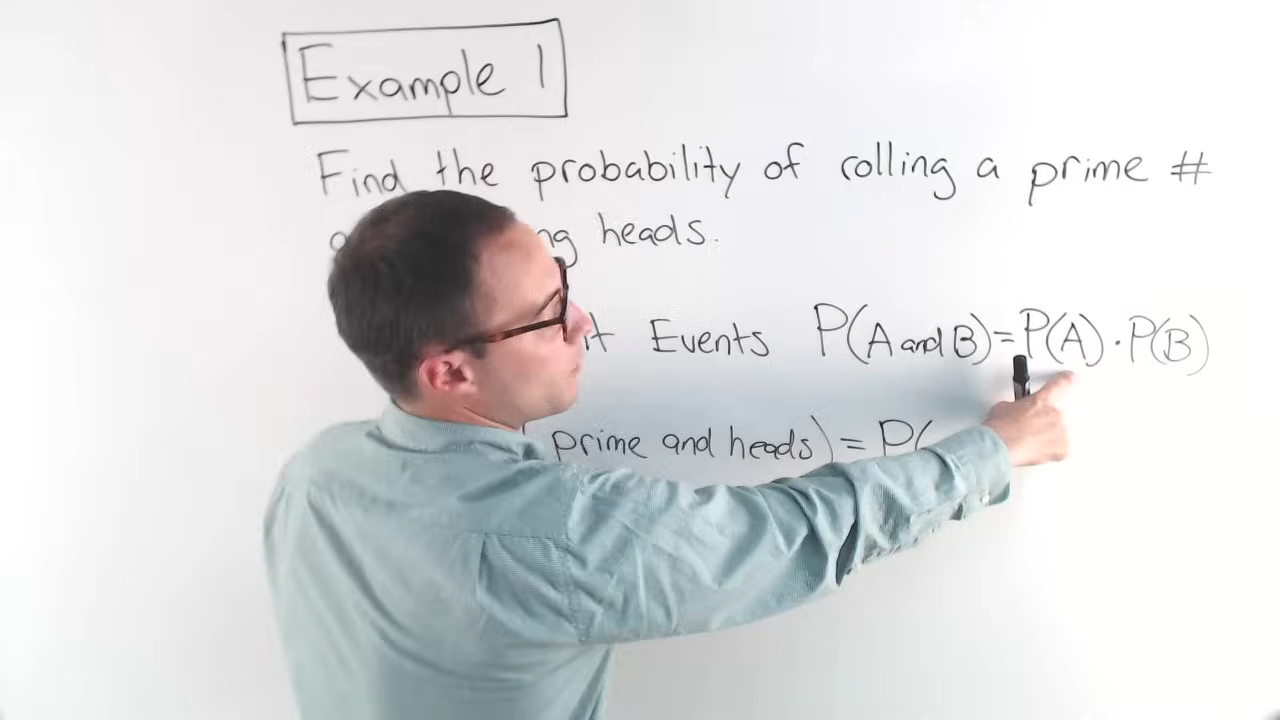 Example 1
Find the probability of rolling a prime #
heads.
Events P(A and B)=P(A)·P(B)
prime and heads) = P(